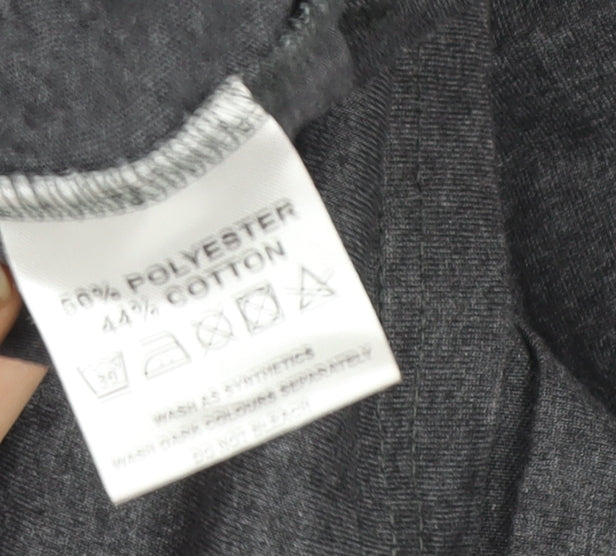 56% POLYESTER
44% COTTON
30
WASH AS SYNTHETICS
WASH DARK COLOURS SEPARATELY
DO NOT BLEACH